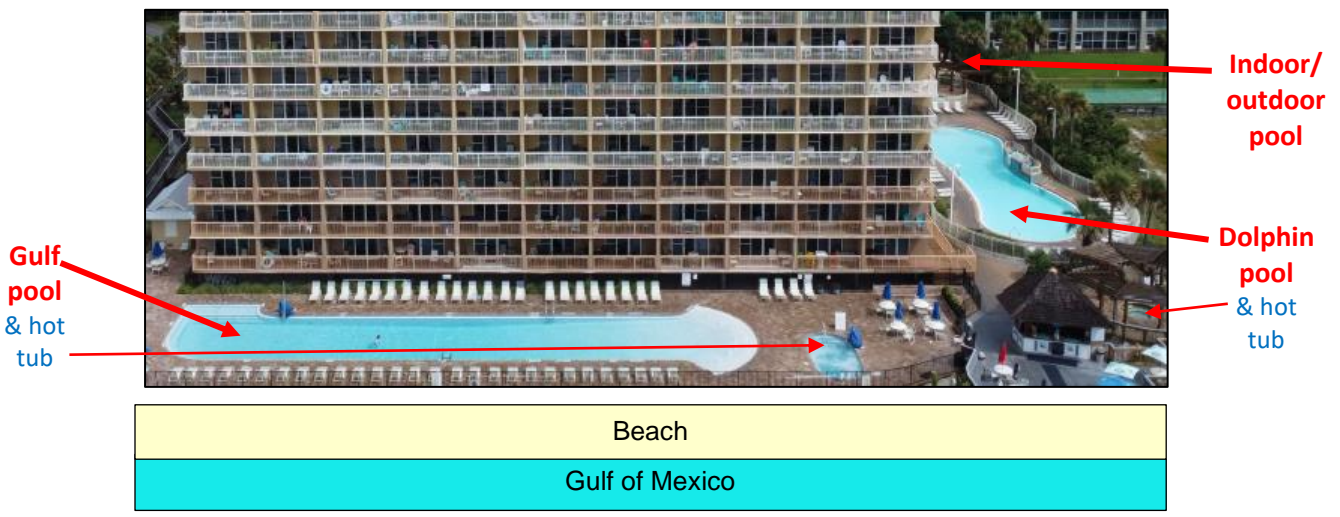 Indoor/
outdoor
pool
Gulf
pool
& hot
tub
Dolphin
pool
& hot
tub
Beach
Gulf of Mexico